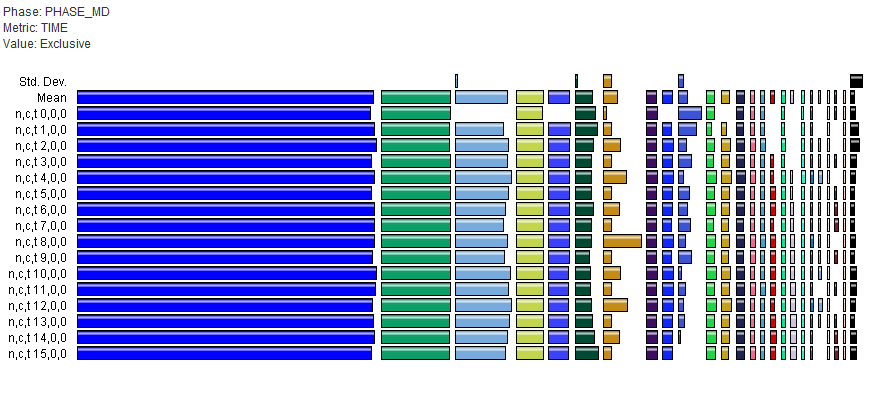 Phase: PHASE_MD
Metric: TIME
Value: Exclusive
Std. Dev.
Mean
n,c,t 0,0,0
n,c,t 1,0,0
n,c,t 2,0,0
n,c,t 3,0,0
n,c,t 4,0,0
n,c,t 5,0,0
n,c,t 6,0,0
n,c,t 7,0,0
n,c,t 8,0,0
n,c,t 9,0,0
n,c,t 10,0,0
n,c,t 11,0,0
n,c,t 12,0,0
n,c,t 13,0,0
n,c,t 14,0,0
n,c,t 15,0,0